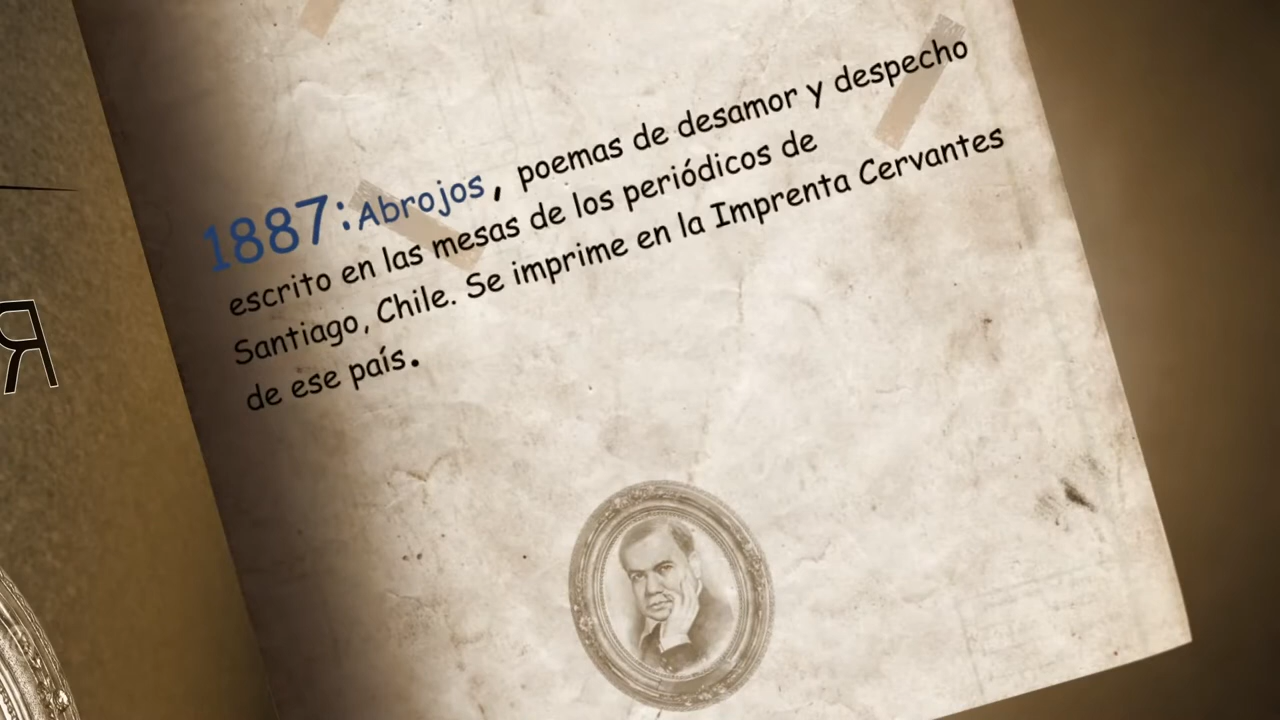 1887: Abrojos, poemas de desamor y despecho
escrito en las mesas de los periódicos de
Santiago, Chile. Se imprime en la Imprenta Cervantes
de ese país.